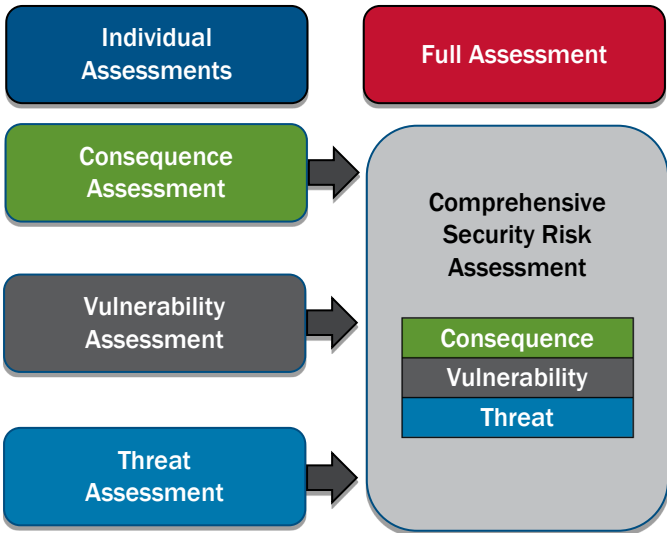 Individual
Assessments
Full Assessment
Consequence
Assessment
Vulnerability
Assessment
Threat
Assessment
Comprehensive
Security Risk
Assessment
Consequence
Vulnerability
Threat